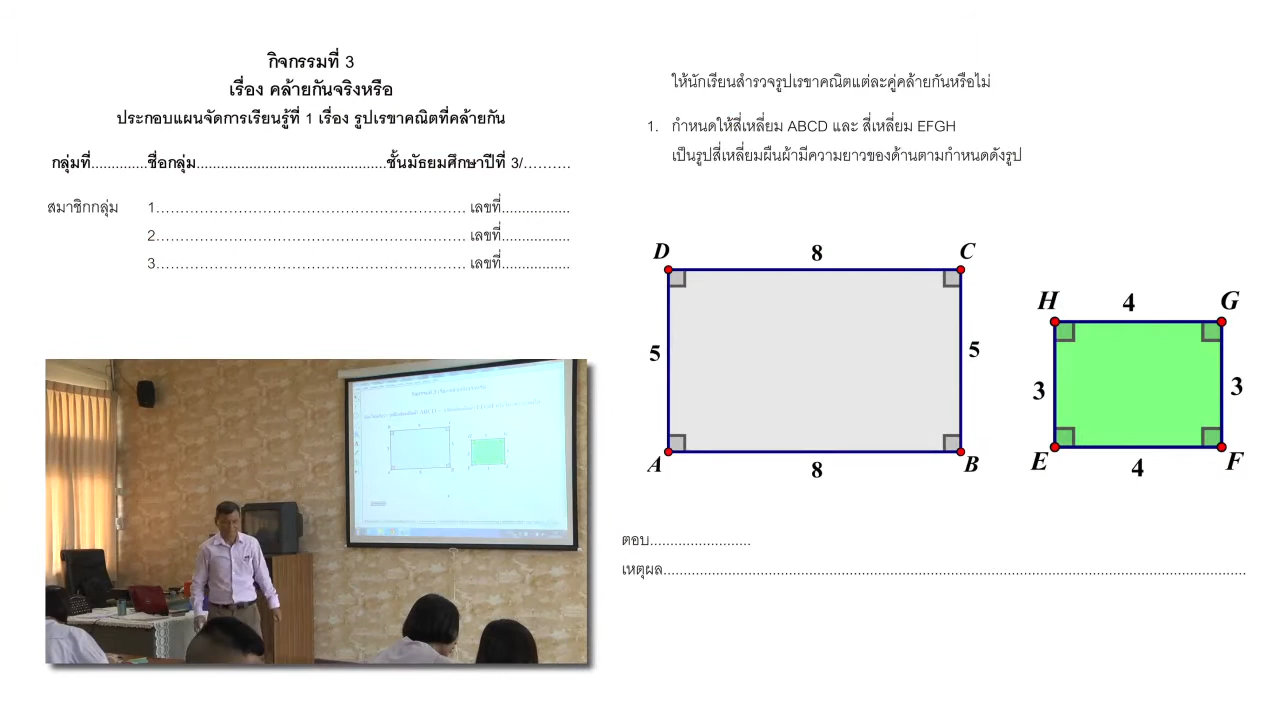 กิจกรรมที่ 3
เรื่อง คล้ายกันจริงหรือ
ประกอบแผนจัดการเรียนรู้ที่ 1 เรื่อง รูปเรขาคณิตที่คล้ายกัน
กลุ่มที่.............ชื่อกลุ่ม.............................................ชั้นมัธยมศึกษาปีที่ 3/..........
สมาชิกกลุ่ม 1................................................................ เลขที่................
2................................................................ เลขที่................
3................................................................ เลขที่................
ให้นักเรียนสำรวจรูปเรขาคณิตแต่ละคู่คล้ายกันหรือไม่
1. กำหนดให้สี่เหลี่ยม ABCD และ สี่เหลี่ยม EFGH
เป็นรูปสี่เหลี่ยมผืนผ้ามีความยาวของด้านตามกำหนดดังรูป
D 8 C
5 5
A 8 B
H 4 G
3 3
E 4 F
ตอบ........................
เหตุผล................................................................................................................................